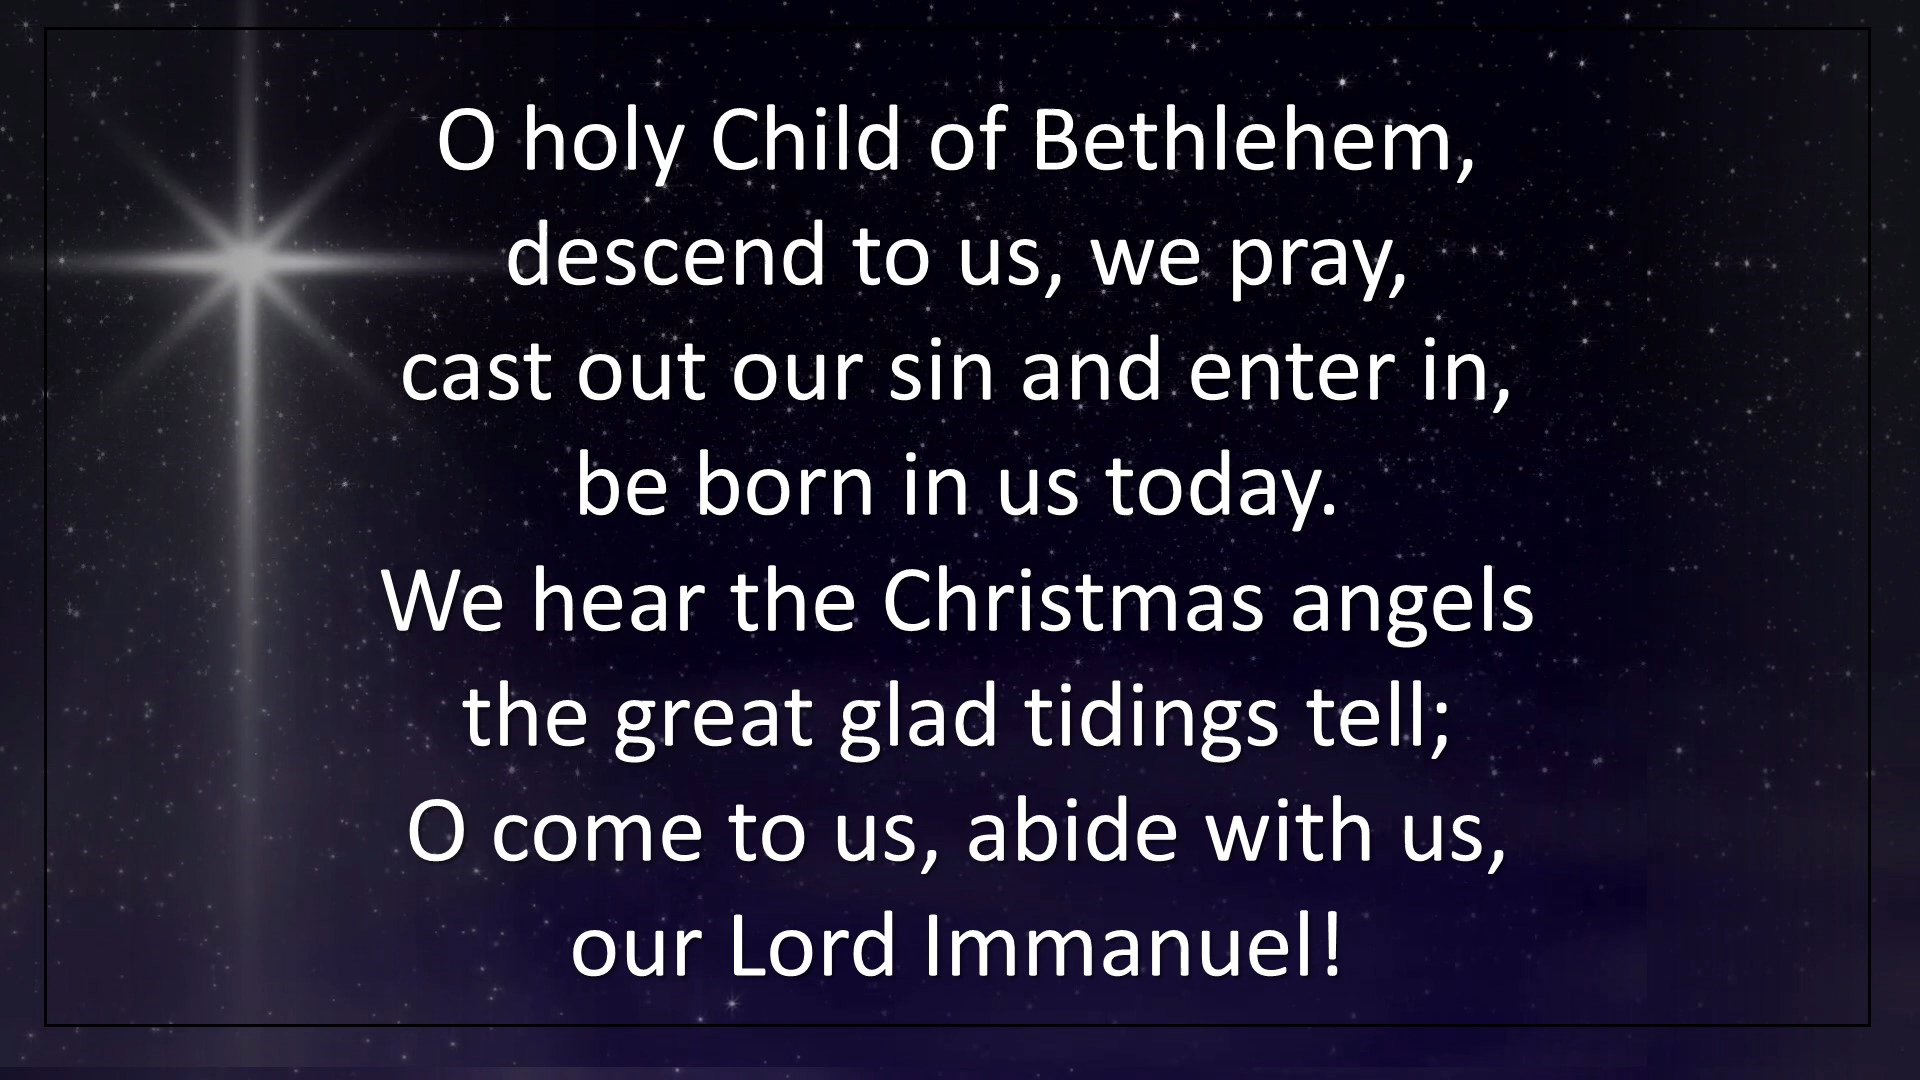 O holy Child of Bethlehem,
descend to us, we pray,
cast out our sin and enter in,
be born in us today.
We hear the Christmas angels
the great glad tidings tell;
O come to us, abide with us,
our Lord Immanuel!